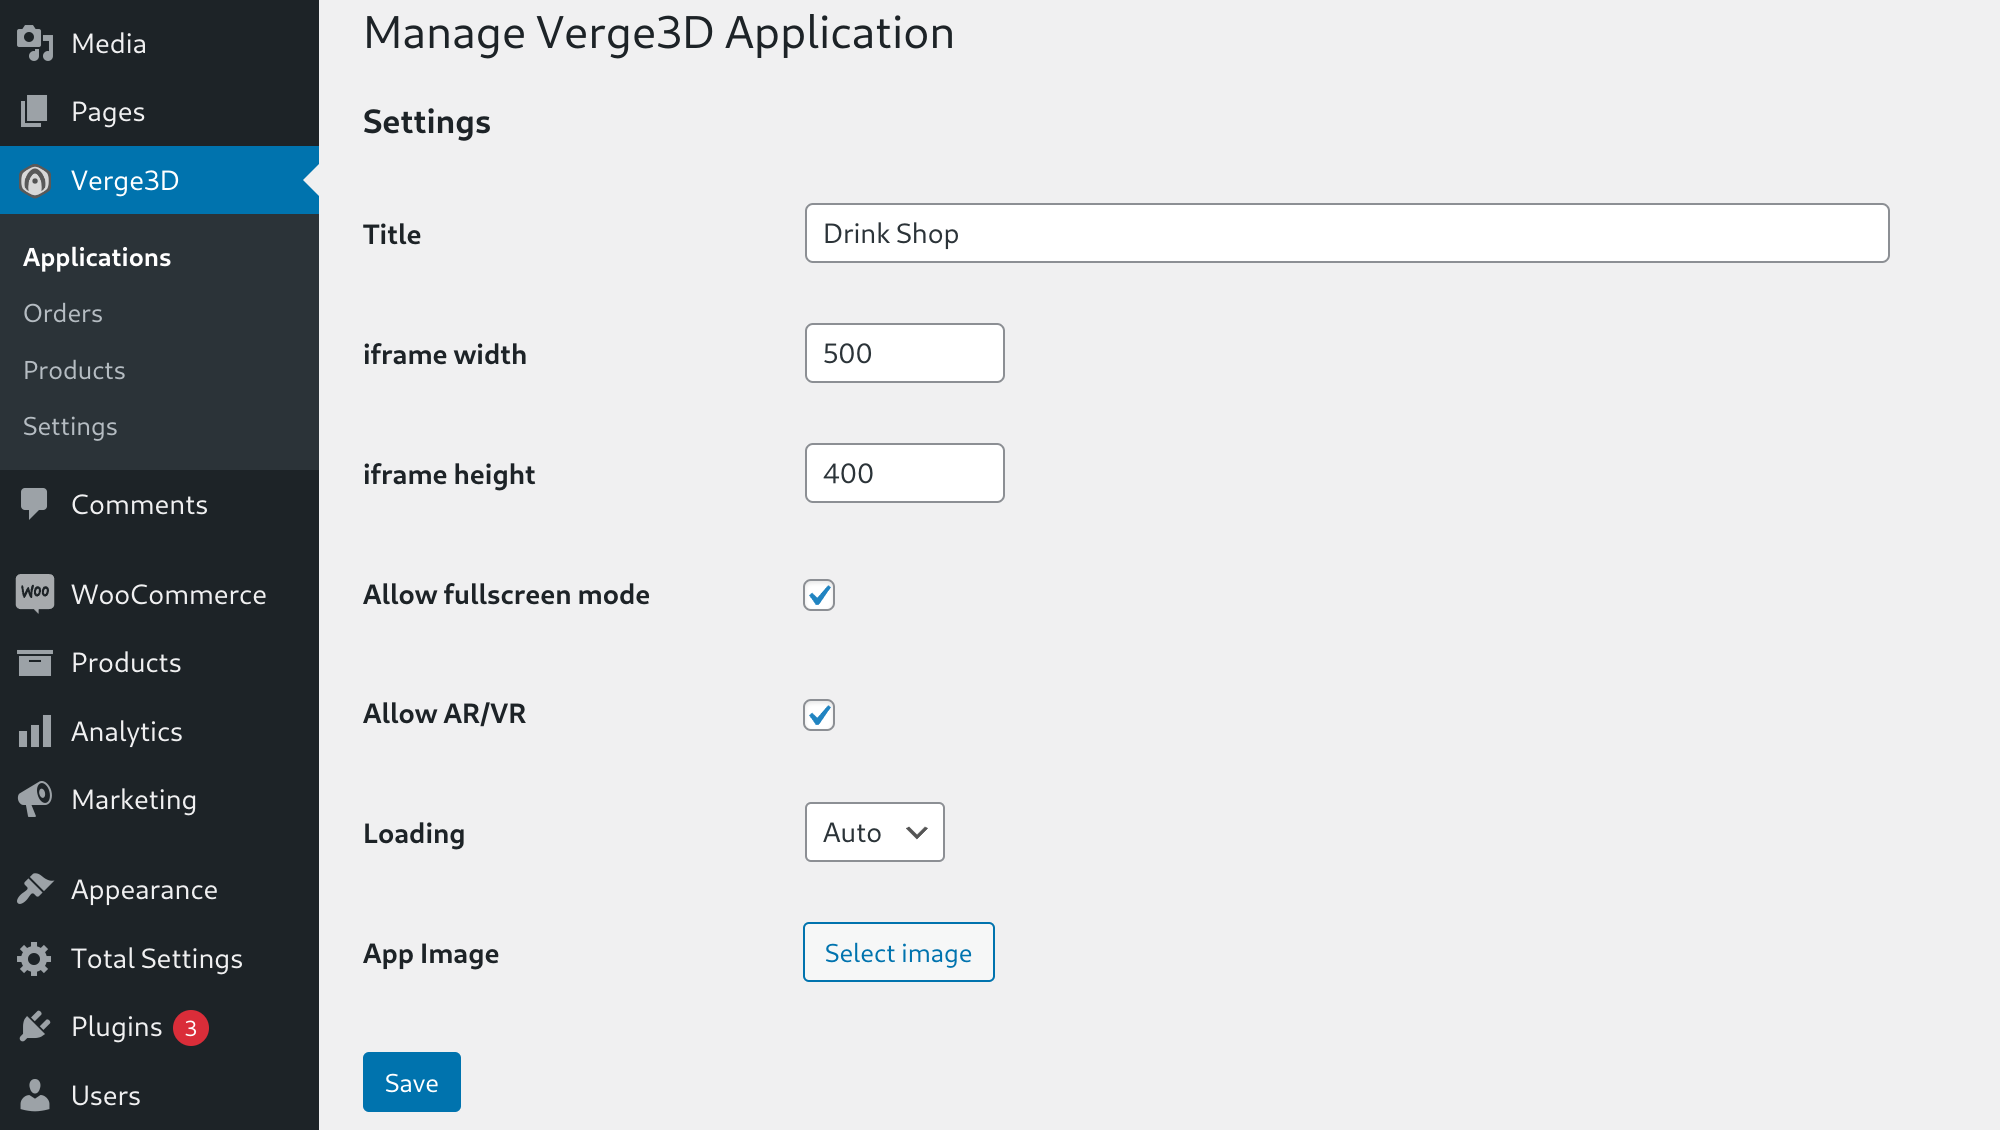 Media
Pages
Verge3D
Applications
Orders
Products
Settings
Comments
Woo WooCommerce
Products
Analytics
Marketing
Appearance
Total Settings
Plugins 3
Users
Manage Verge3D Application
Settings
Title Drink Shop
iframe width 500
iframe height 400
Allow fullscreen mode
Allow AR/VR
Loading Auto
App Image Select image
Save